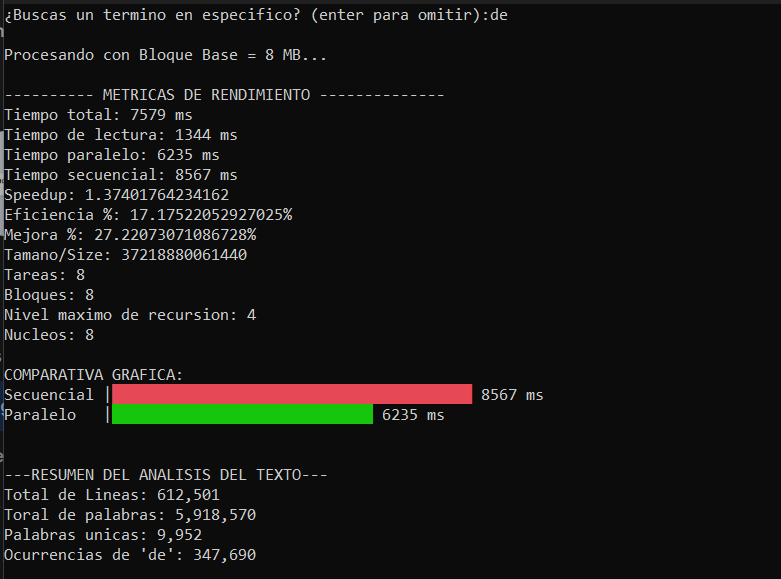 ¿Buscas un termino en especifico? (enter para omitir):de
Procesando con Bloque Base = 8 MB...
---------- METRICAS DE RENDIMIENTO --------------
Tiempo total: 7579 ms
Tiempo de lectura: 1344 ms
Tiempo paralelo: 6235 ms
Tiempo secuencial: 8567 ms
Speedup: 1.37401764234162
Eficiencia %: 17.17522052927025%
Mejora %: 27.22073071086728%
Tamano/Size: 37218880061440
Tareas: 8
Bloques: 8
Nivel maximo de recursion: 4
Nucleos: 8
COMPARATIVA GRAFICA:
Secuencial | 8567 ms
Paralelo | 6235 ms
---RESUMEN DEL ANALISIS DEL TEXTO---
Total de Lineas: 612,501
Toral de palabras: 5,918,570
Palabras unicas: 9,952
Ocurrencias de 'de': 347,690